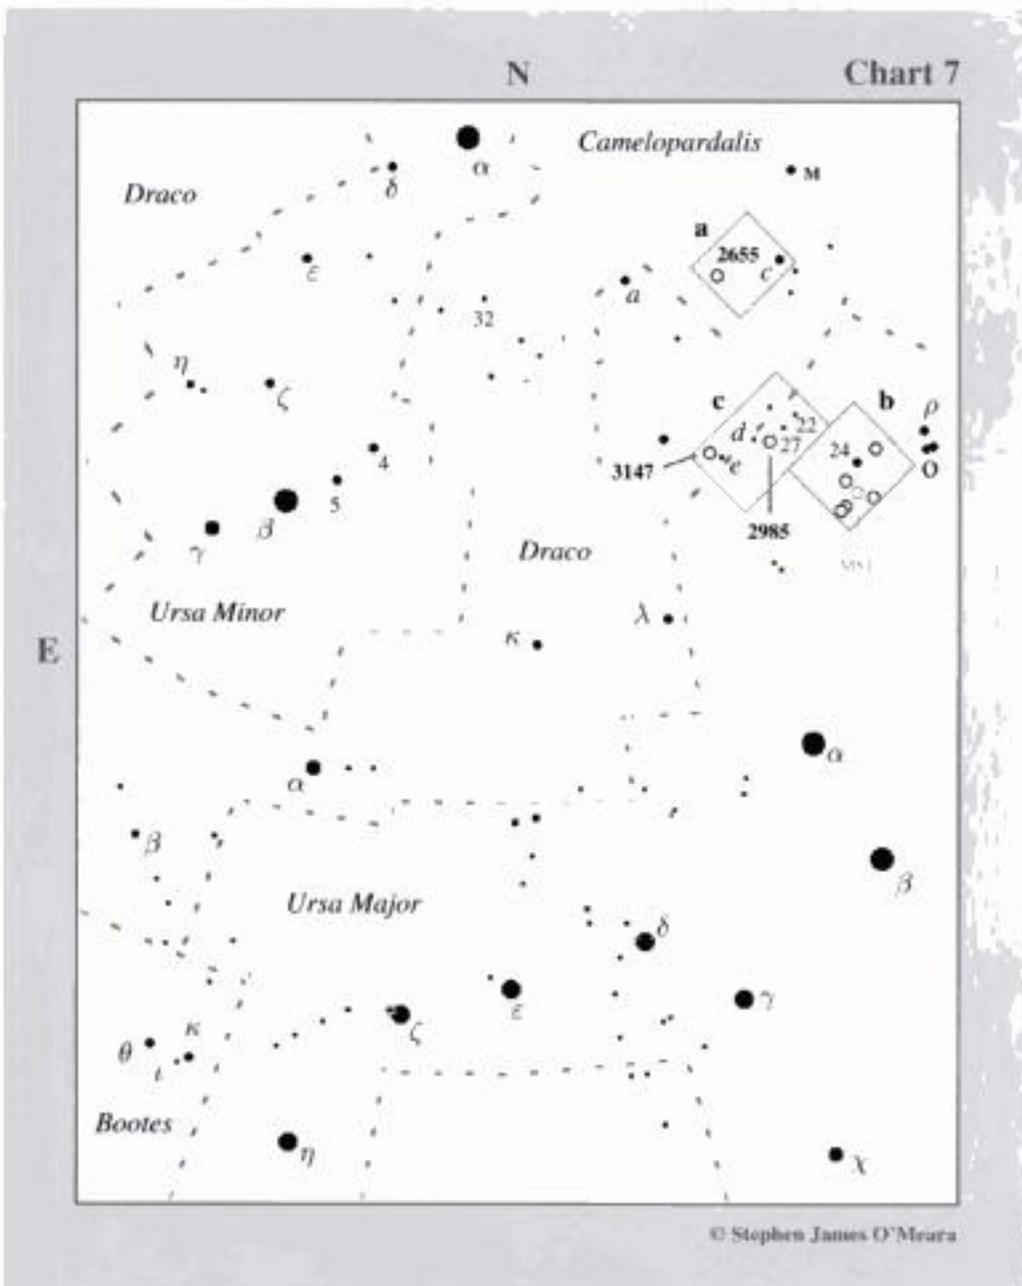 N
Chart 7
Camelopardalis
α
M
δ
Draco
a
2655
c
ε
a
32
η
ζ
c
b
ρ
22
d
27
24
4
3147
e
O
5
β
2985
γ
Draco
Ursa Minor
λ
κ
E
α
α
β
β
Ursa Major
δ
ε
γ
ζ
κ
θ
ι
Bootes
η
χ
© Stephen James O'Meara